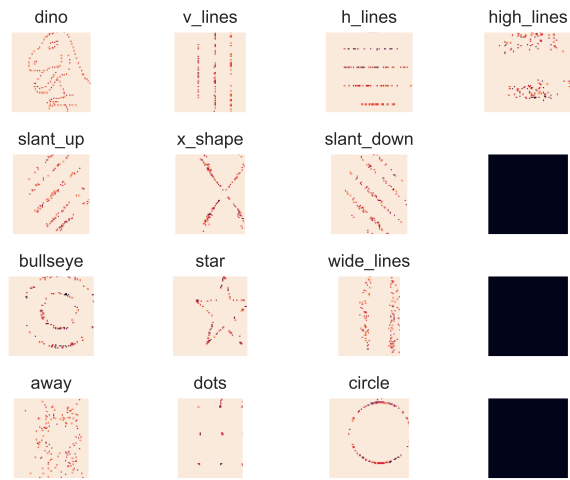 dino v_lines h_lines high_lines
slant_up x_shape slant_down
bullseye star wide_lines
away dots circle